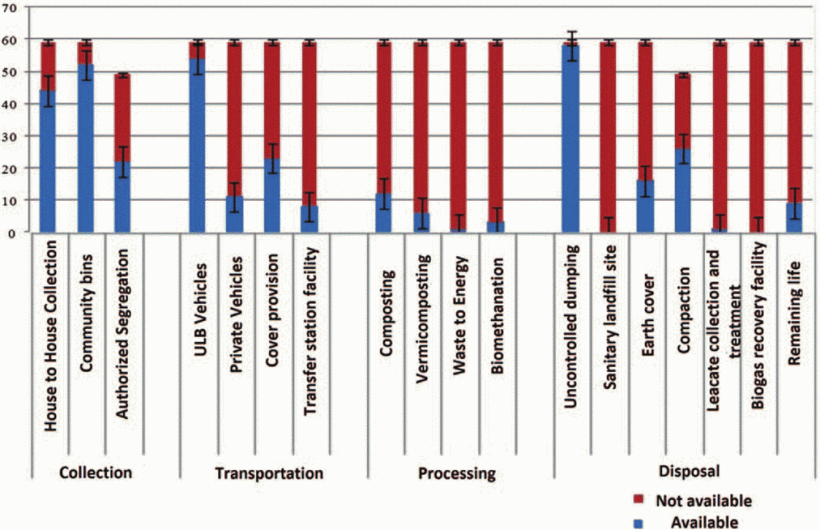 70
60
50
40
30
20
10
0
House to House Collection
Community bins
Authorized Segregation
ULB Vehicles
Private Vehicles
Cover provision
Transfer station facility
Composting
Vermicomposting
Waste to Energy
Biomethanation
Uncontrolled dumping
Sanitary landfill site
Earth cover
Compaction
Leacate collection and
treatment
Biogas recovery facility
Remaining life
Collection
Transportation
Processing
Disposal
Not available
Available